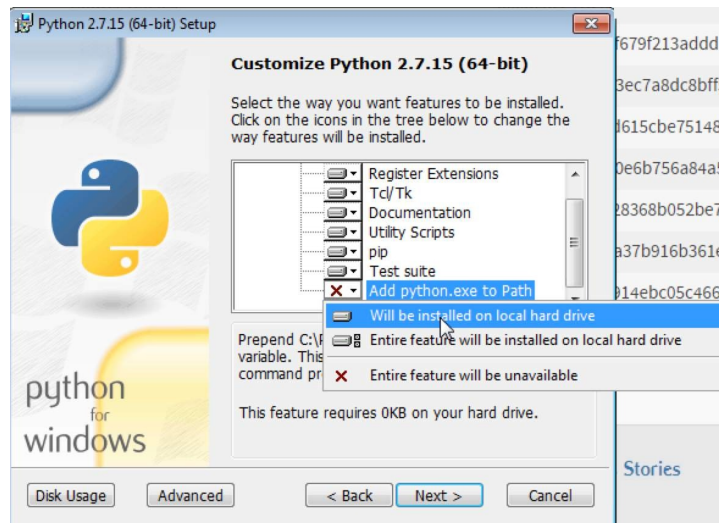 Python 2.7.15 (64-bit) Setup
Customize Python 2.7.15 (64-bit)
Select the way you want features to be installed.
Click on the icons in the tree below to change the
way features will be installed.
Register Extensions
Tcl/Tk
Documentation
Utility Scripts
pip
Test suite
Add python.exe to Path
Will be installed on local hard drive
Entire feature will be installed on local hard drive
Entire feature will be unavailable
Prepend C:\
variable. This
command
This feature requires 0KB on your hard drive.
python
for
windows
Disk Usage
Advanced
< Back
Next >
Cancel
f679f213addd
3ec7a8dc8bff
615cbe75148
0e6b756a84a
28368b052be7
a37b916b361
914ebc05c466
Stories